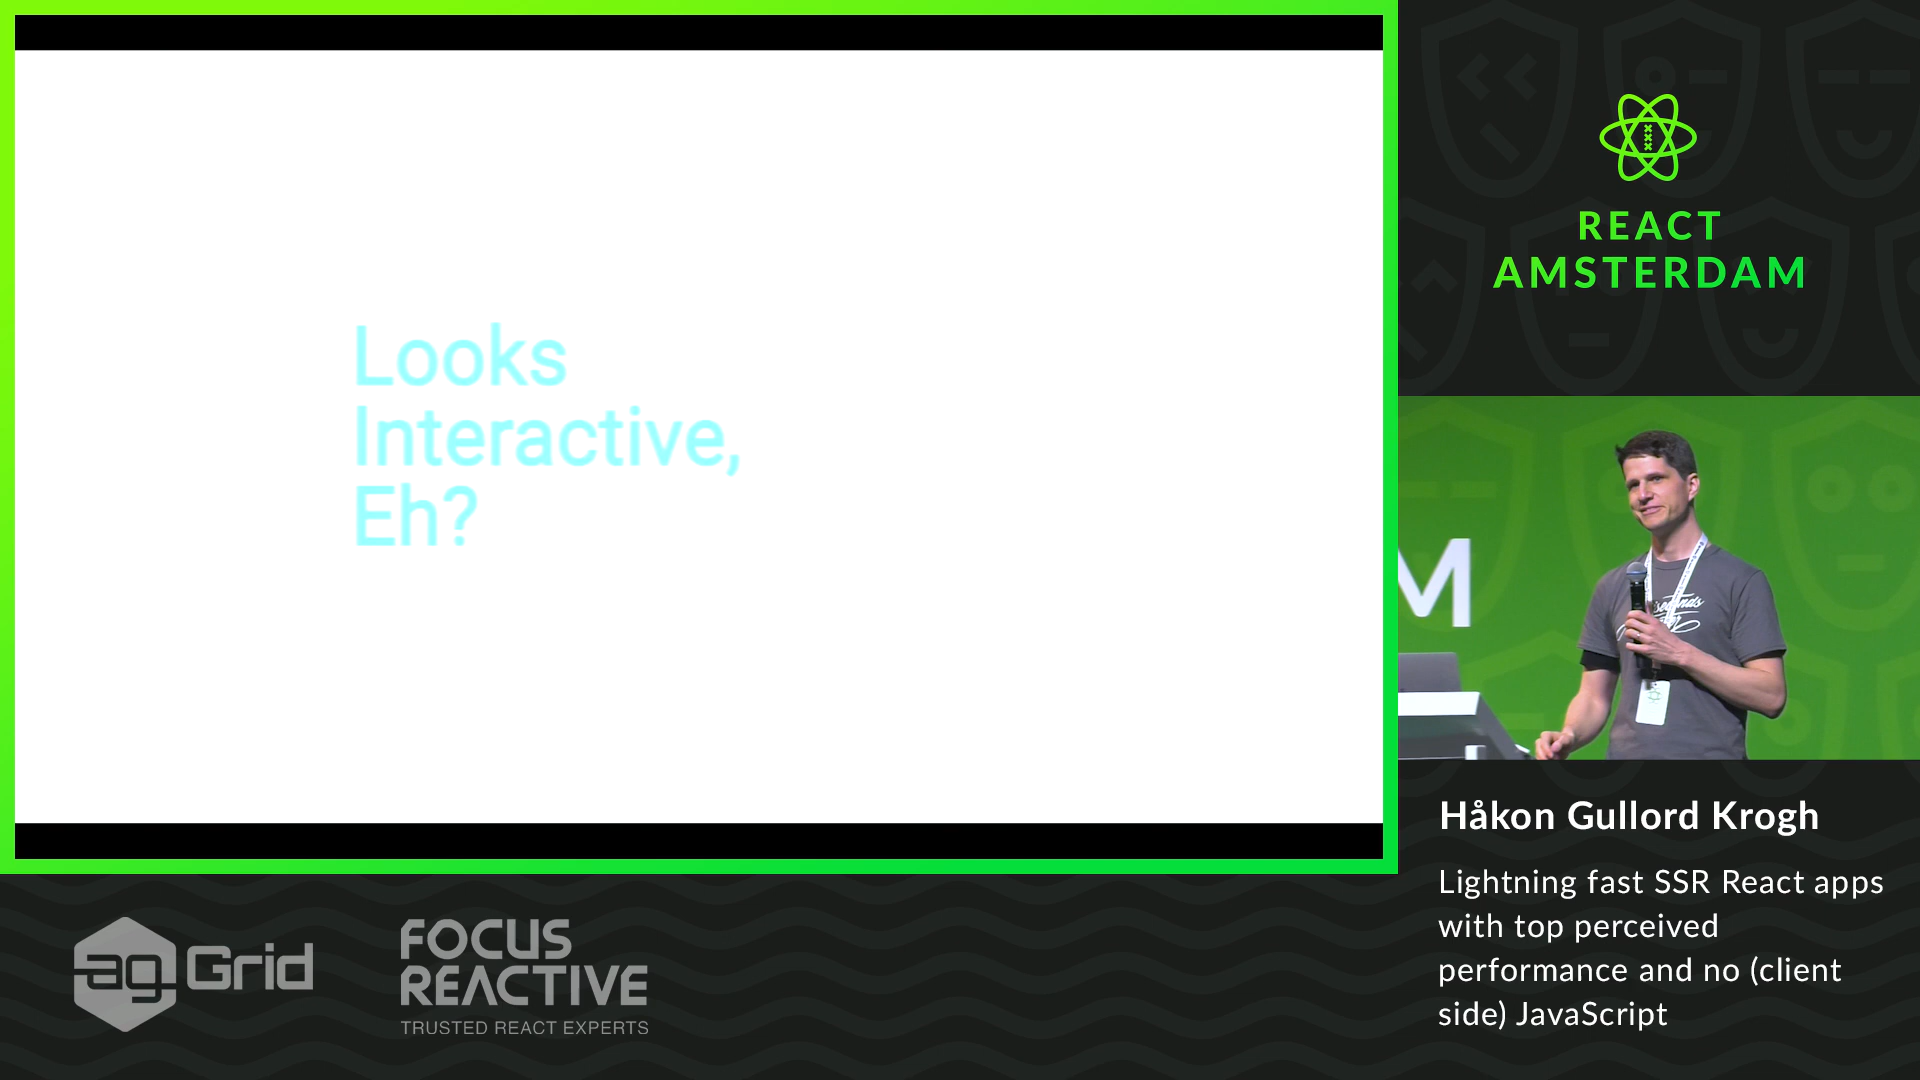 Looks
Interactive,
Eh?
REACT
AMSTERDAM
M
Håkon Gullord Krogh
Lightning fast SSR React apps
with top perceived
performance and no (client
side) JavaScript
ag Grid
FOCUS
REACTIVE
TRUSTED REACT EXPERTS